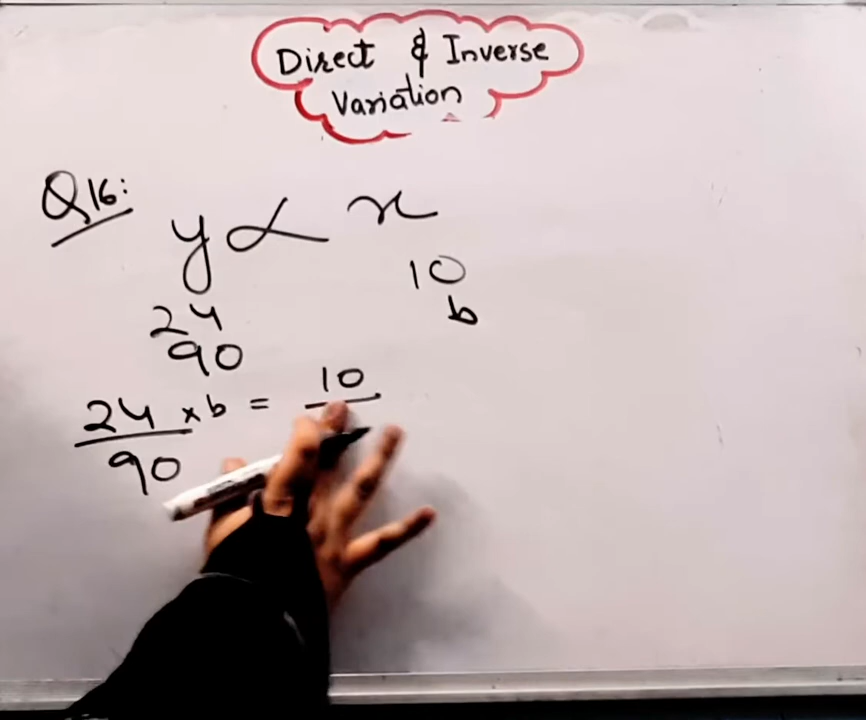 Direct & Inverse
Variation
Q16:
y ∝ x
24 10
90 b
24/90 × b = 10